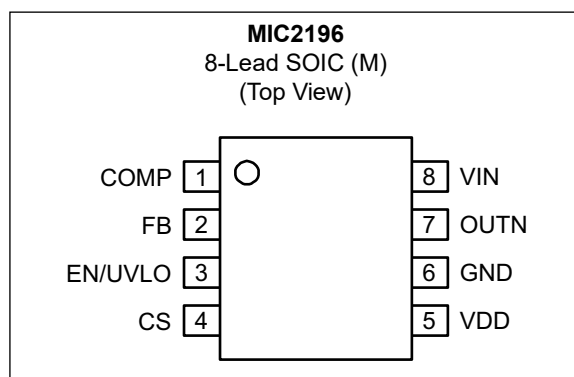 MIC2196
8-Lead SOIC (M)
(Top View)
COMP 1 8 VIN
FB 2 7 OUTN
EN/UVLO 3 6 GND
CS 4 5 VDD